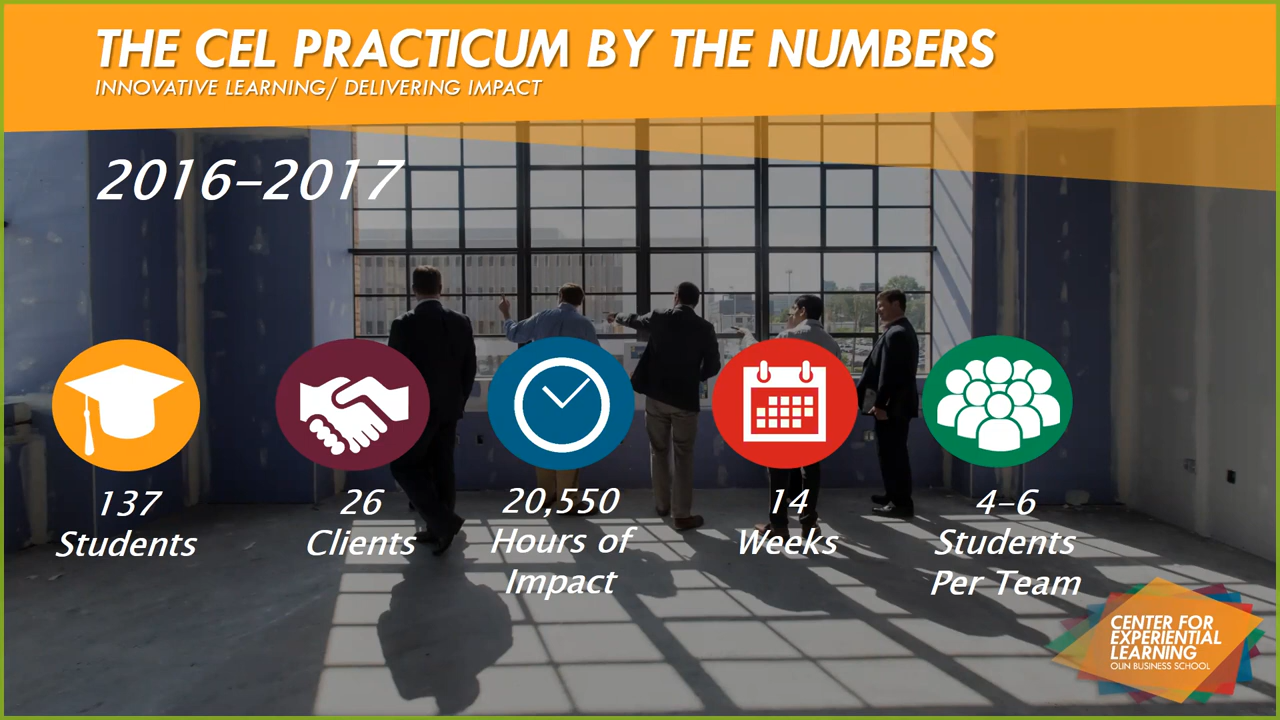 THE CEL PRACTICUM BY THE NUMBERS
INNOVATIVE LEARNING/ DELIVERING IMPACT
2016-2017
137
Students
26
Clients
20,550
Hours of
Impact
14
Weeks
4-6
Students
Per Team
CENTER FOR
EXPERIENTIAL
LEARNING
OLIN BUSINESS SCHOOL